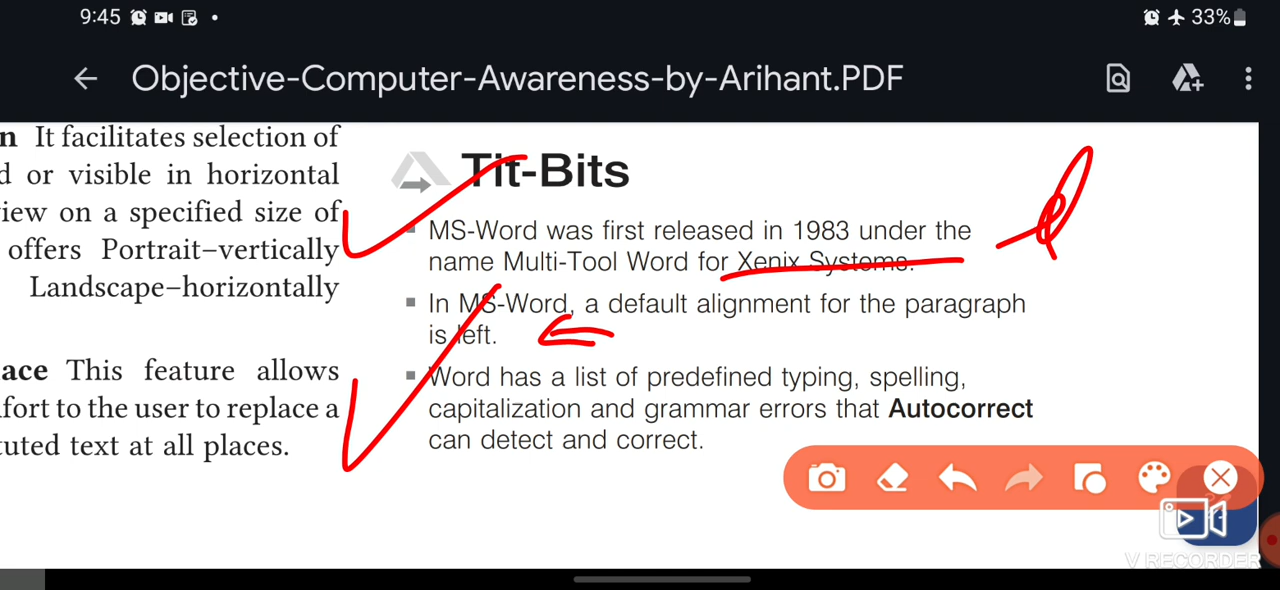 9:45
33%
Objective-Computer-Awareness-by-Arihant.PDF
n It facilitates selection of
d or visible in horizontal
view on a specified size of
offers Portrait–vertically
Landscape–horizontally
ace This feature allows
fort to the user to replace a
tuted text at all places.
Tit-Bits
MS-Word was first released in 1983 under the
name Multi-Tool Word for Xenix Systems.
In MS-Word, a default alignment for the paragraph
is left.
Word has a list of predefined typing, spelling,
capitalization and grammar errors that Autocorrect
can detect and correct.
V RECORDER